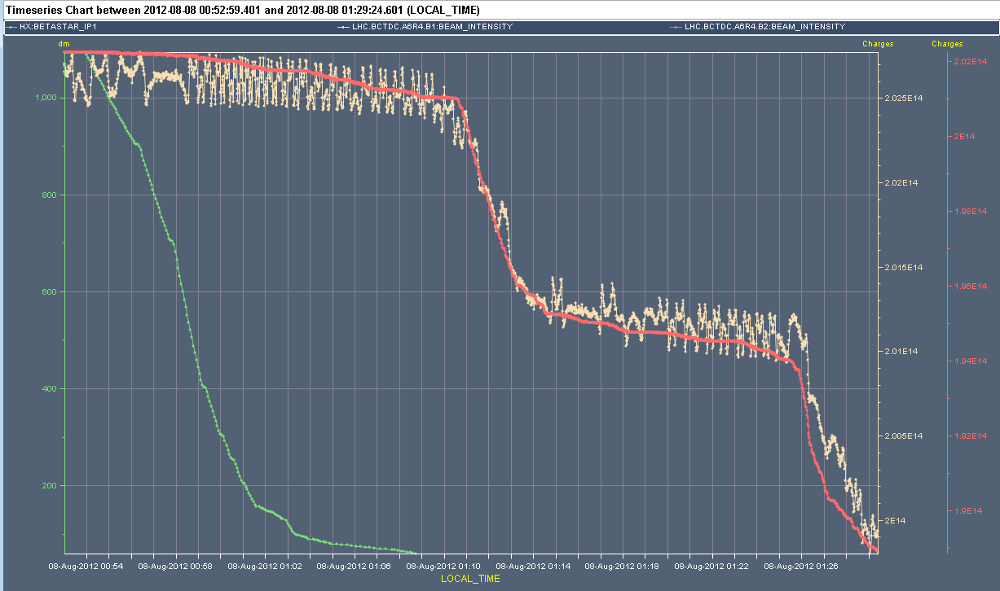 Timeseries Chart between 2012-08-08 00:52:59.401 and 2012-08-08 01:29:24.601 (LOCAL_TIME)
HX:BETASTAR_IP1 LHC.BCTDC.A6R4.B1:BEAM_INTENSITY LHC.BCTDC.A6R4.B2:BEAM_INTENSITY
dm Charges Charges
2.02E14
1,000 2.025E14
2E14
2.02E14
800
1.98E14
2.015E14
1.96E14
600
2.01E14
1.94E14
400
2.005E14 1.92E14
200
1.9E14
2E14
08-Aug-2012 00:54 08-Aug-2012 00:58 08-Aug-2012 01:02 08-Aug-2012 01:06 08-Aug-2012 01:10 08-Aug-2012 01:14 08-Aug-2012 01:18 08-Aug-2012 01:22 08-Aug-2012 01:26
LOCAL_TIME